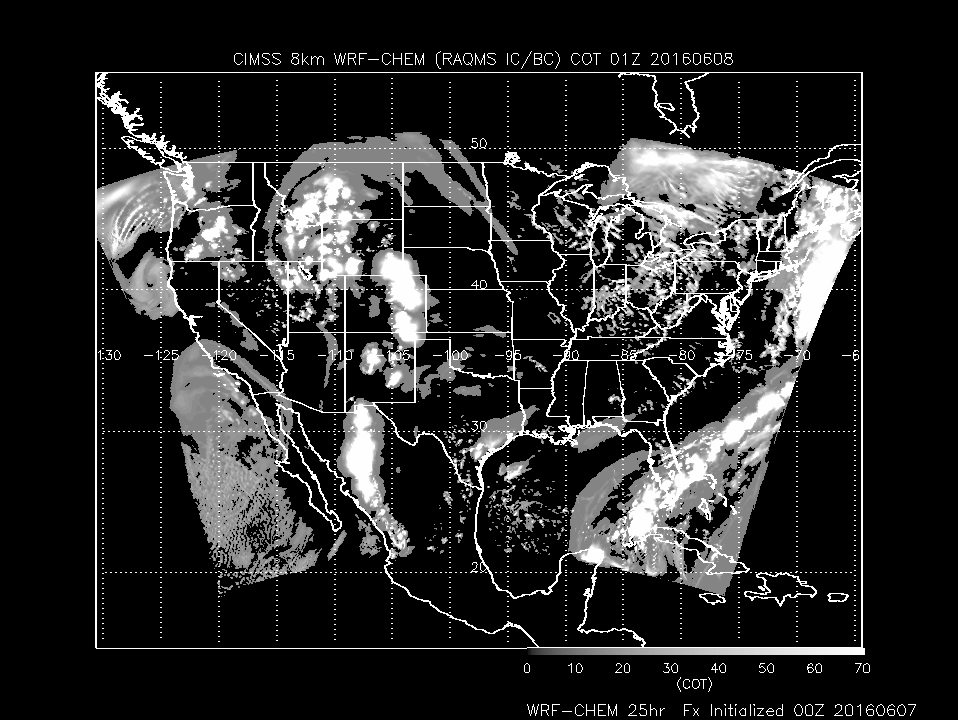 CIMSS 8km WRF-CHEM (RAQMS IC/BC) COT 01Z 20160608
50
40
130 -125 -120 -115 -110 -105 -100 -95 -90 -85 -80 -75 -70 -6
30
20
0 10 20 30 40 50 60 70
(COT)
WRF-CHEM 25hr Fx Initialized 00Z 20160607